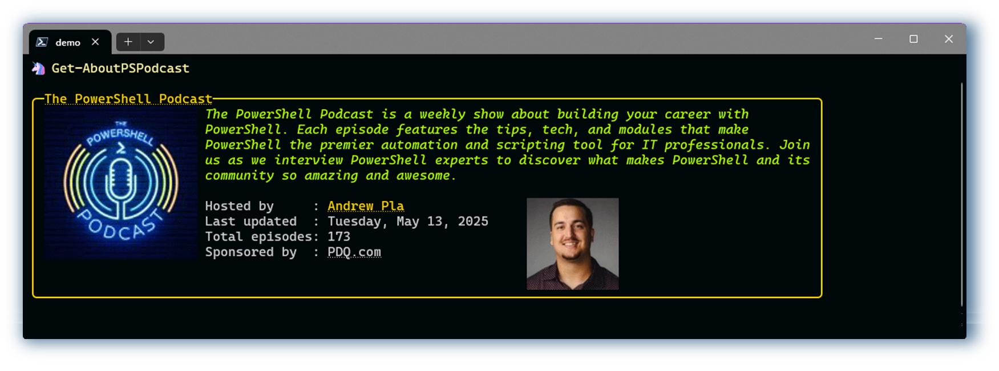 demo
Get-AboutPSPodcast
The PowerShell Podcast
THE
POWERSHELL
PODCAST
The PowerShell Podcast is a weekly show about building your career with
PowerShell. Each episode features the tips, tech, and modules that make
PowerShell the premier automation and scripting tool for IT professionals. Join
us as we interview PowerShell experts to discover what makes PowerShell and its
community so amazing and awesome.
Hosted by     : Andrew Pla
Last updated  : Tuesday, May 13, 2025
Total episodes: 173
Sponsored by  : PDQ.com